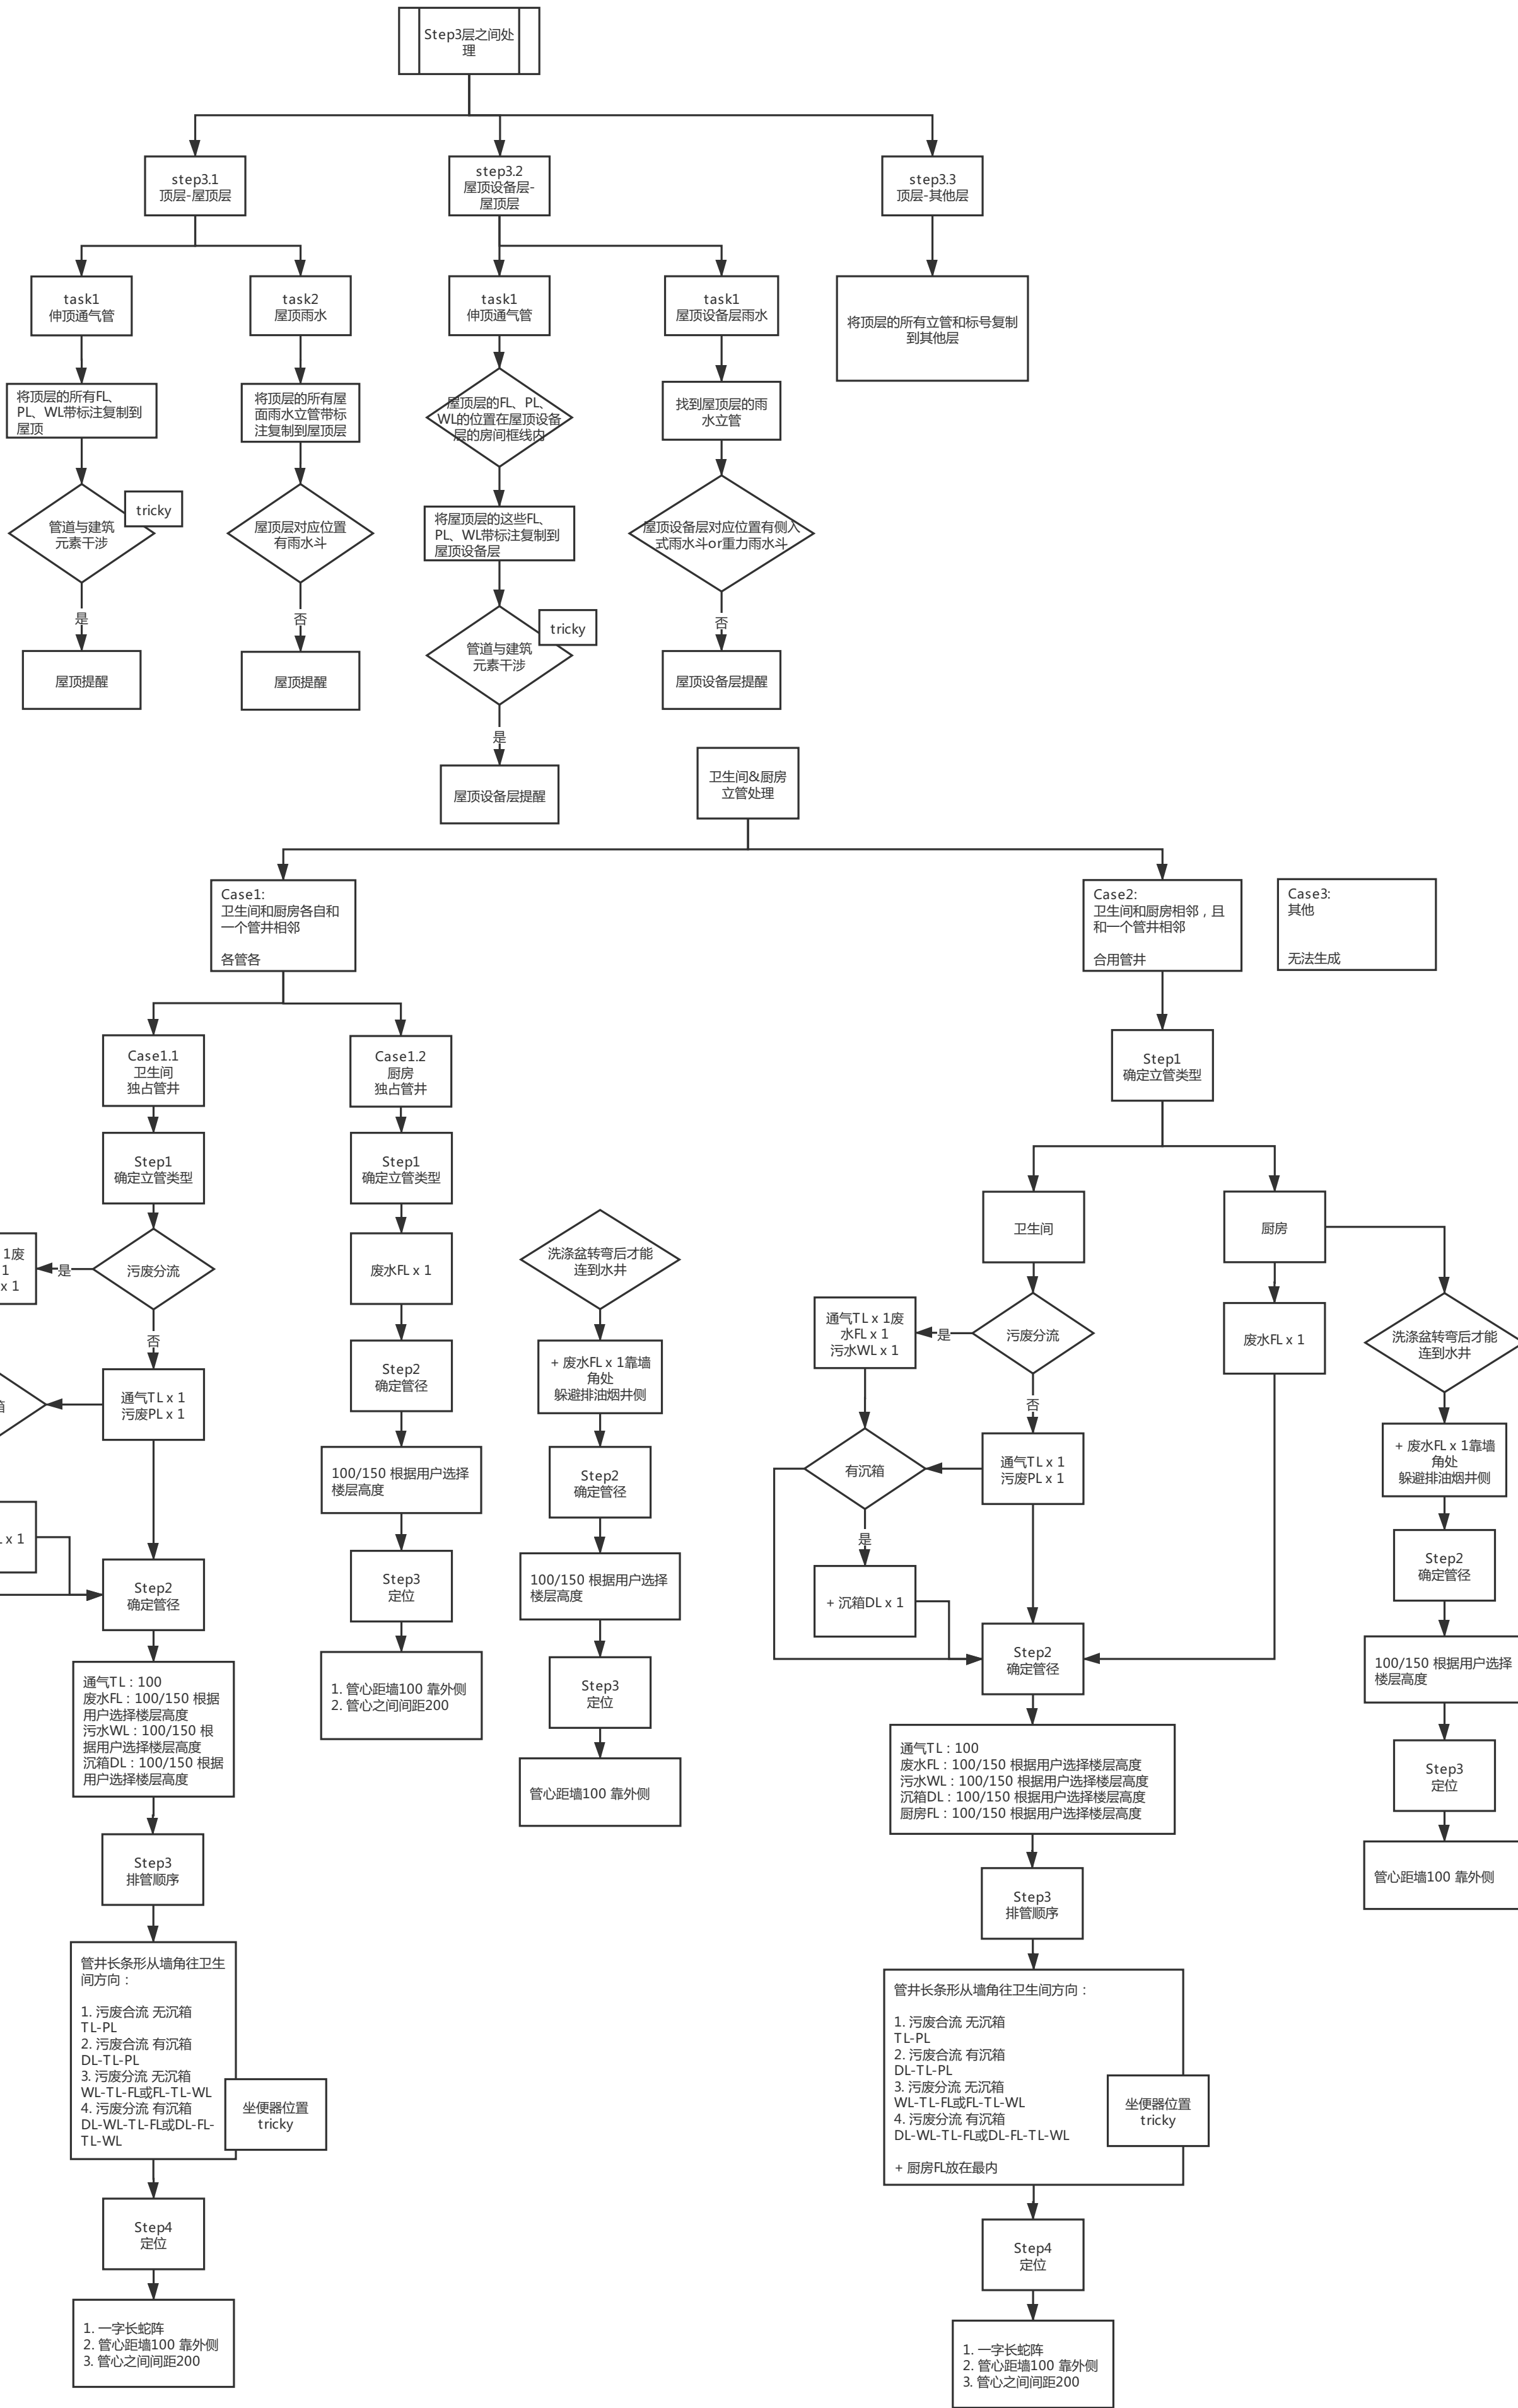 Step3层之间处
理
step3.1
顶层-屋顶层
step3.2
屋顶设备层-
屋顶层
step3.3
顶层-其他层
task1
伸顶通气管
task2
屋顶雨水
task1
伸顶通气管
task1
屋顶设备层雨水
将顶层的所有立管和标号复制
到其他层
将顶层的所有FL、
PL、WL带标注复制到
屋顶
将顶层的所有屋
面雨水立管带标
注复制到屋顶层
屋顶层的FL、PL、
WL的位置在屋顶设备
层的房间框线内
找到屋顶层的雨
水立管
tricky
管道与建筑
元素干涉
屋顶层对应位置
有雨水斗
将屋顶层的这些FL、
PL、WL带标注复制到
屋顶设备层
屋顶设备层对应位置有侧入
式雨水斗or重力雨水斗
是
否
tricky
管道与建筑
元素干涉
否
屋顶提醒
屋顶提醒
屋顶设备层提醒
是
屋顶设备层提醒
卫生间&厨房
立管处理
Case1:
卫生间和厨房各自和
一个管井相邻
各管各
Case2:
卫生间和厨房相邻，且
和一个管井相邻
合用管井
Case3:
其他
无法生成
Case1.1
卫生间
独占管井
Case1.2
厨房
独占管井
Step1
确定立管类型
Step1
确定立管类型
Step1
确定立管类型
卫生间
厨房
1废
1
x 1
是
污废分流
否
废水FL x 1
洗涤盆转弯后才能
连到水井
通气TL x 1废
水FL x 1
污水WL x 1
是
污废分流
否
废水FL x 1
洗涤盆转弯后才能
连到水井
箱
通气TL x 1
污废PL x 1
Step2
确定管径
+ 废水FL x 1靠墙
角处
躲避排油烟井侧
有沉箱
通气TL x 1
污废PL x 1
+ 废水FL x 1靠墙
角处
躲避排油烟井侧
L x 1
100/150 根据用户选择
楼层高度
Step2
确定管径
是
+ 沉箱DL x 1
Step2
确定管径
Step2
确定管径
Step3
定位
100/150 根据用户选择
楼层高度
Step2
确定管径
100/150 根据用户选择
楼层高度
通气TL：100
废水FL：100/150 根据
用户选择楼层高度
污水WL：100/150 根
据用户选择楼层高度
沉箱DL：100/150 根据
用户选择楼层高度
1. 管心距墙100 靠外侧
2. 管心之间间距200
Step3
定位
管心距墙100 靠外侧
通气TL：100
废水FL：100/150 根据用户选择楼层高度
污水WL：100/150 根据用户选择楼层高度
沉箱DL：100/150 根据用户选择楼层高度
厨房FL：100/150 根据用户选择楼层高度
Step3
定位
管心距墙100 靠外侧
Step3
排管顺序
Step3
排管顺序
管井长条形从墙角往卫生
间方向：
1. 污废合流 无沉箱
TL-PL
2. 污废合流 有沉箱
DL-TL-PL
3. 污废分流 无沉箱
WL-TL-FL或FL-TL-WL
4. 污废分流 有沉箱
DL-WL-TL-FL或DL-FL-
TL-WL
坐便器位置
tricky
管井长条形从墙角往卫生间方向：
1. 污废合流 无沉箱
TL-PL
2. 污废合流 有沉箱
DL-TL-PL
3. 污废分流 无沉箱
WL-TL-FL或FL-TL-WL
4. 污废分流 有沉箱
DL-WL-TL-FL或DL-FL-TL-WL
+ 厨房FL放在最内
坐便器位置
tricky
Step4
定位
Step4
定位
1. 一字长蛇阵
2. 管心距墙100 靠外侧
3. 管心之间间距200
1. 一字长蛇阵
2. 管心距墙100 靠外侧
3. 管心之间间距200